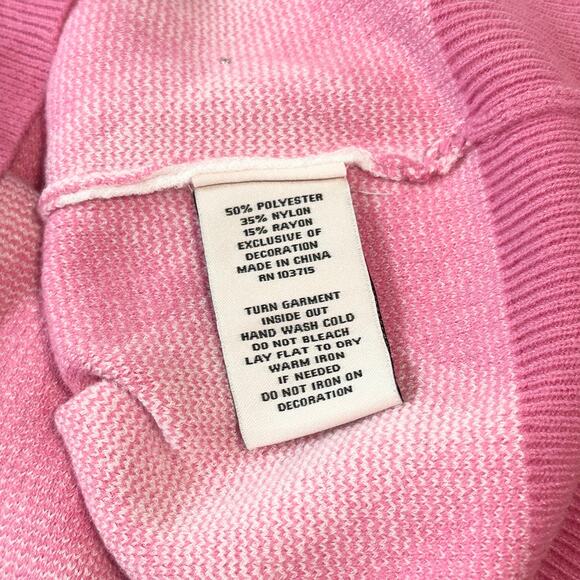 50% POLYESTER
35% NYLON
15% RAYON
EXCLUSIVE OF
DECORATION
MADE IN CHINA
RN 103715
TURN GARMENT
INSIDE OUT
HAND WASH COLD
DO NOT BLEACH
LAY FLAT TO DRY
WARM IRON
IF NEEDED
DO NOT IRON ON
DECORATION